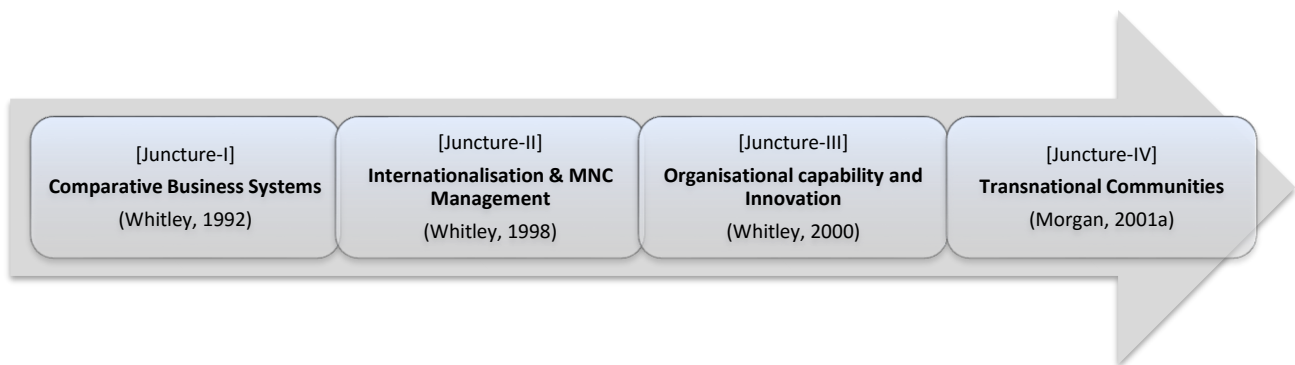 [Juncture-I]
Comparative Business Systems
(Whitley, 1992)
[Juncture-II]
Internationalisation & MNC
Management
(Whitley, 1998)
[Juncture-III]
Organisational capability and
Innovation
(Whitley, 2000)
[Juncture-IV]
Transnational Communities
(Morgan, 2001a)